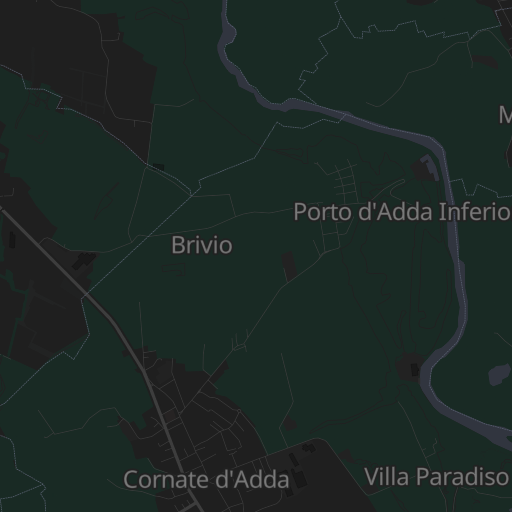 M
Porto d'Adda Inferio
Brivio
Cornate d'Adda
Villa Paradiso